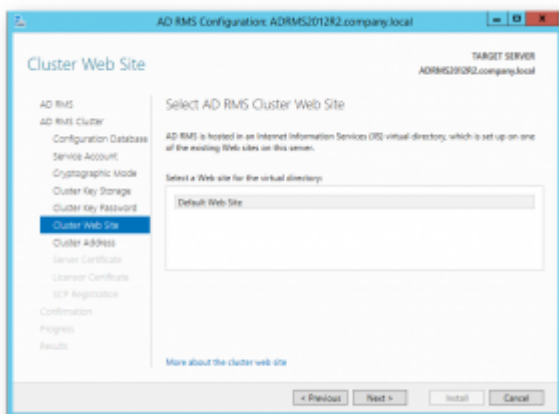 AD RMS Configuration: ADRMS2012R2.company.local
Cluster Web Site
TARGET SERVER
ADRMS2012R2.company.local
AD RMS
AD RMS Cluster
Configuration Database
Service Account
Cryptographic Mode
Cluster Key Storage
Cluster Key Password
Cluster Web Site
Cluster Address
Server Certificate
Licensor Certificate
SCP Registration
Confirmation
Progress
Results
Select AD RMS Cluster Web Site
AD RMS is hosted in an Internet Information Services (IIS) virtual directory, which is set up on one
of the existing Web sites on this server.
Select a Web site for the virtual directory:
Default Web Site
More about the cluster web site
< Previous
Next >
Install
Cancel